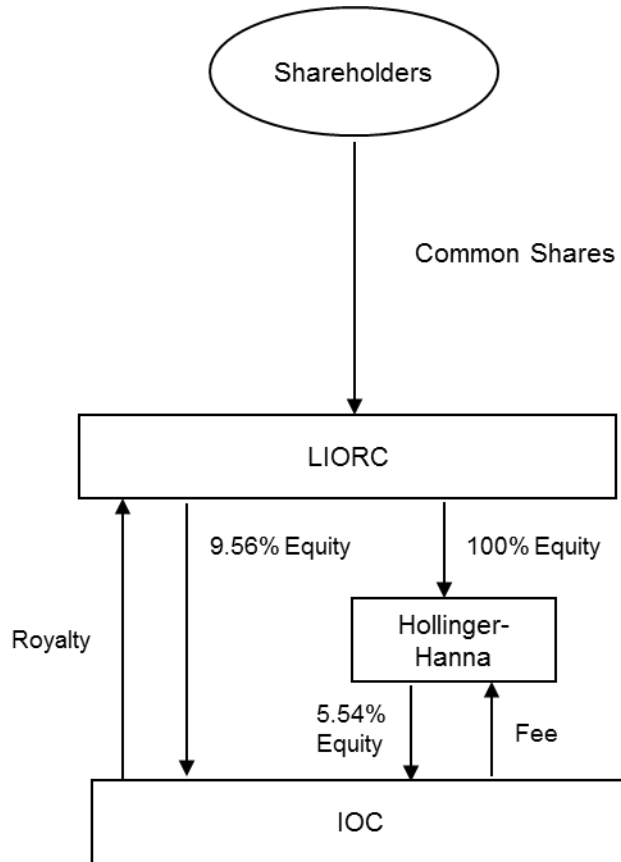 Shareholders
Common Shares
LIORC
9.56% Equity
100% Equity
Royalty
Hollinger-
Hanna
5.54%
Equity
Fee
IOC